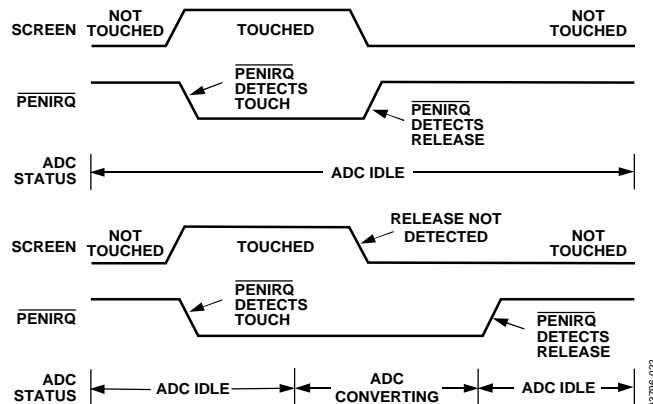 SCREEN
NOT
TOUCHED
TOUCHED
NOT
TOUCHED
PENIRQ
PENIRQ
DETECTS
TOUCH
PENIRQ
DETECTS
RELEASE
ADC
STATUS
ADC IDLE
SCREEN
NOT
TOUCHED
TOUCHED
RELEASE NOT
DETECTED
NOT
TOUCHED
PENIRQ
PENIRQ
DETECTS
TOUCH
PENIRQ
DETECTS
RELEASE
ADC
STATUS
ADC IDLE
ADC
CONVERTING
ADC IDLE